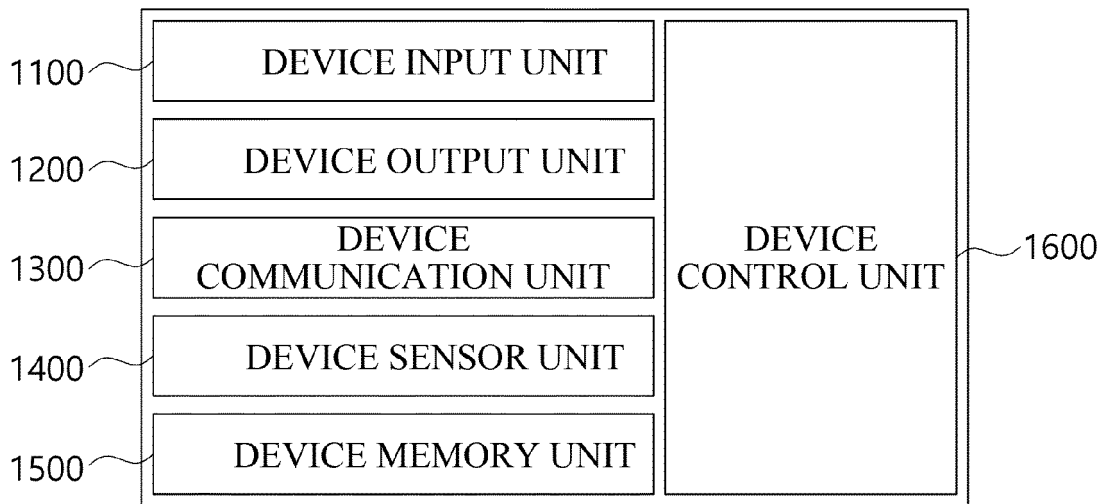 1100
DEVICE INPUT UNIT
1200
DEVICE OUTPUT UNIT
1300
DEVICE
COMMUNICATION UNIT
1400
DEVICE SENSOR UNIT
1500
DEVICE MEMORY UNIT
DEVICE
CONTROL UNIT
1600